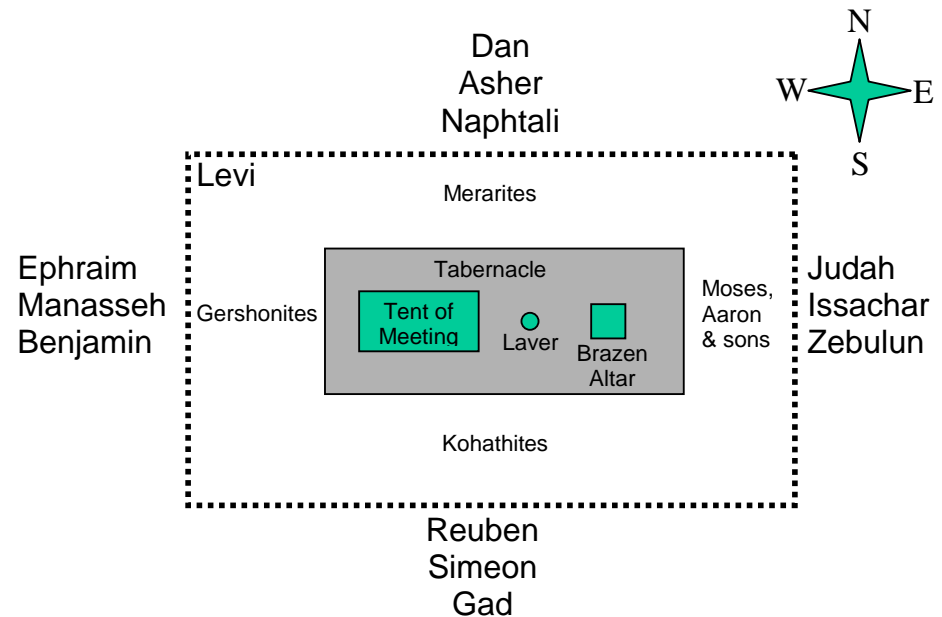 N
W
E
S
Dan
Asher
Naphtali
Levi
Merarites
Ephraim
Manasseh
Benjamin
Gershonites
Tabernacle
Tent of
Meeting
Laver
Brazen
Altar
Moses,
Aaron
& sons
Judah
Issachar
Zebulun
Kohathites
Reuben
Simeon
Gad